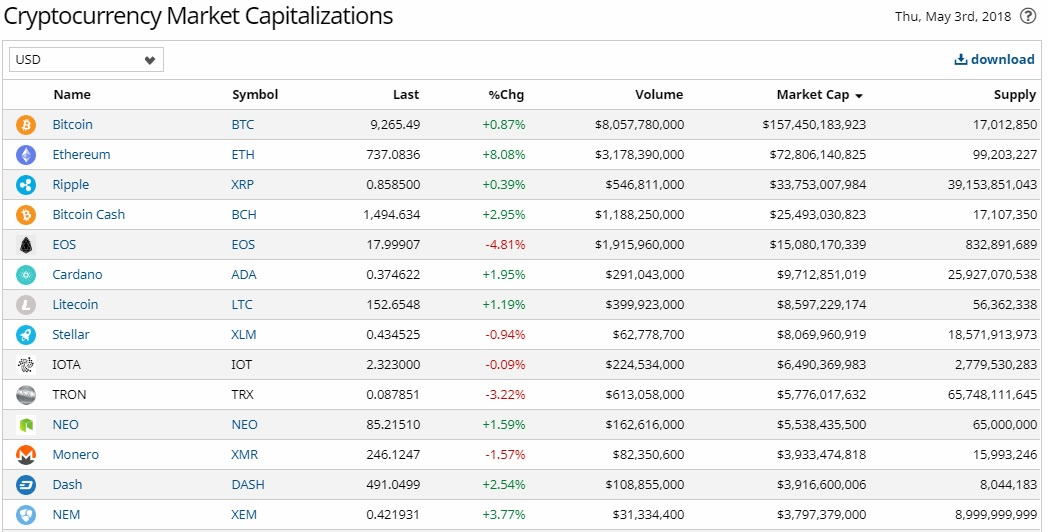 Cryptocurrency Market Capitalizations
Thu, May 3rd, 2018 ?
USD
download
Name Symbol Last %Chg Volume Market Cap Supply
Bitcoin BTC 9,265.49 +0.87% $8,057,780,000 $157,450,183,923 17,012,850
Ethereum ETH 737.0836 +8.08% $3,178,390,000 $72,806,140,825 99,203,227
Ripple XRP 0.858500 +0.39% $546,811,000 $33,753,007,984 39,153,851,043
Bitcoin Cash BCH 1,494.634 +2.95% $1,188,250,000 $25,493,030,823 17,107,350
EOS EOS 17.99907 -4.81% $1,915,960,000 $15,080,170,339 832,891,689
Cardano ADA 0.374622 +1.95% $291,043,000 $9,712,851,019 25,927,070,538
Litecoin LTC 152.6548 +1.19% $399,923,000 $8,597,229,174 56,362,338
Stellar XLM 0.434525 -0.94% $62,778,700 $8,069,960,919 18,571,913,973
IOTA IOT 2.323000 -0.09% $224,534,000 $6,490,369,983 2,779,530,283
TRON TRX 0.087851 -3.22% $613,058,000 $5,776,017,632 65,748,111,645
NEO NEO 85.21510 +1.59% $162,616,000 $5,538,435,500 65,000,000
Monero XMR 246.1247 -1.57% $82,350,600 $3,933,474,818 15,993,246
Dash DASH 491.0499 +2.54% $108,855,000 $3,916,600,006 8,044,183
NEM XEM 0.421931 +3.77% $31,334,400 $3,797,379,000 8,999,999,999